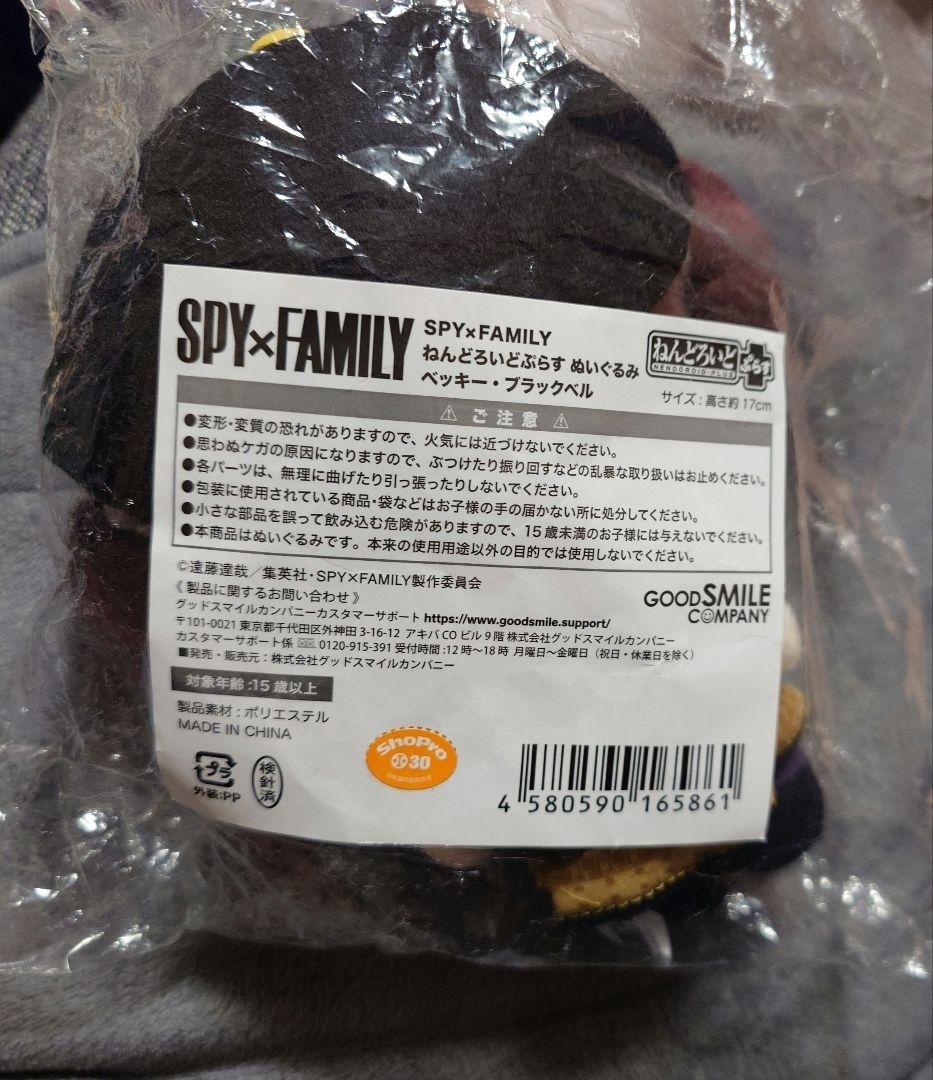 SPY×FAMILY
SPY×FAMILY
ねんどろいどぷらす ぬいぐるみ
ベッキー・ブラックベル
ねんどろいど ぷらす
NENDOROID・PLUS
サイズ：高さ約 17cm
⚠ ご 注 意 ⚠
●変形・変質の恐れがありますので、火気には近づけないでください。
●思わぬケガの原因になりますので、ぶつけたり振り回すなどの乱暴な取り扱いはお止めください。
●各パーツは、無理に曲げたり引っ張ったりしないでください。
●包装に使用されている商品・袋などはお子様の手の届かない所に処分してください。
●小さな部品を誤って飲み込む危険がありますので、15歳未満のお子様には与えないでください。
●本商品はぬいぐるみです。本来の使用用途以外の目的では使用しないでください。
©遠藤達哉／集英社・SPY×FAMILY製作委員会
《 製品に関するお問い合わせ 》
グッドスマイルカンパニーカスタマーサポート https://www.goodsmile.support/
〒101-0021 東京都千代田区外神田 3-16-12 アキバ CO ビル 9 階 株式会社グッドスマイルカンパニー
カスタマーサポート係 0120-915-391 受付時間：12 時～18 時 月曜日～金曜日（祝日・休業日を除く）
■発売・販売元：株式会社グッドスマイルカンパニー
GOOD SMILE
COMPANY
対象年齢：15 歳以上
製品素材：ポリエステル
MADE IN CHINA
プラ
外装：PP
検針済
ShoPro
30
4 580590 165861